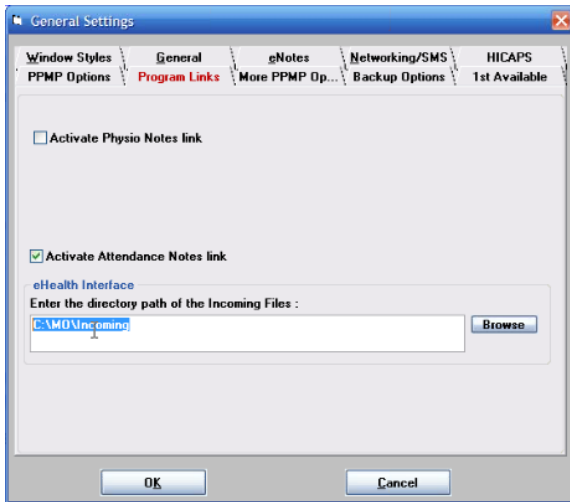 General Settings
Window Styles General eNotes Networking/SMS HICAPS
PPMP Options Program Links More PPMP Op... Backup Options 1st Available
Activate Physio Notes link
Activate Attendance Notes link
eHealth Interface
Enter the directory path of the Incoming Files :
C:\MO\Incoming Browse
OK Cancel